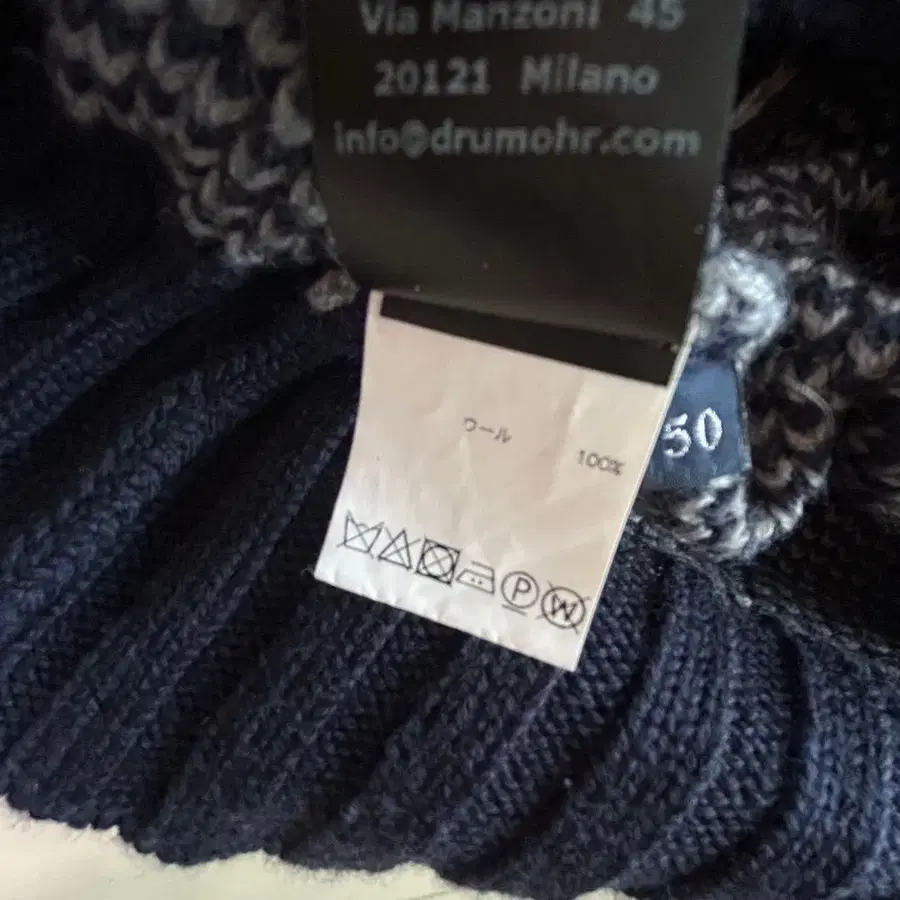 Via Manzoni 45
20121 Milano
info@drumohr.com
ウール
100%
50
P
W